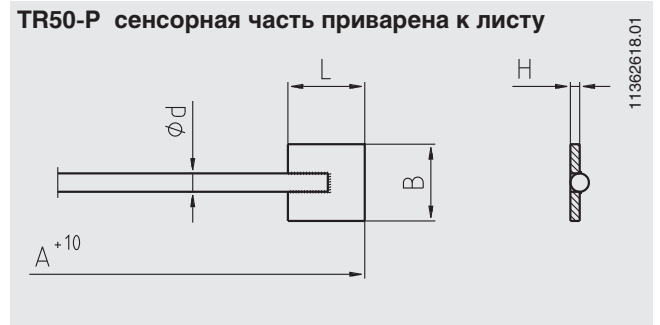 TR50-P сенсорная часть приварена к листу
11362618.01
L
H
Ød
B
A +10